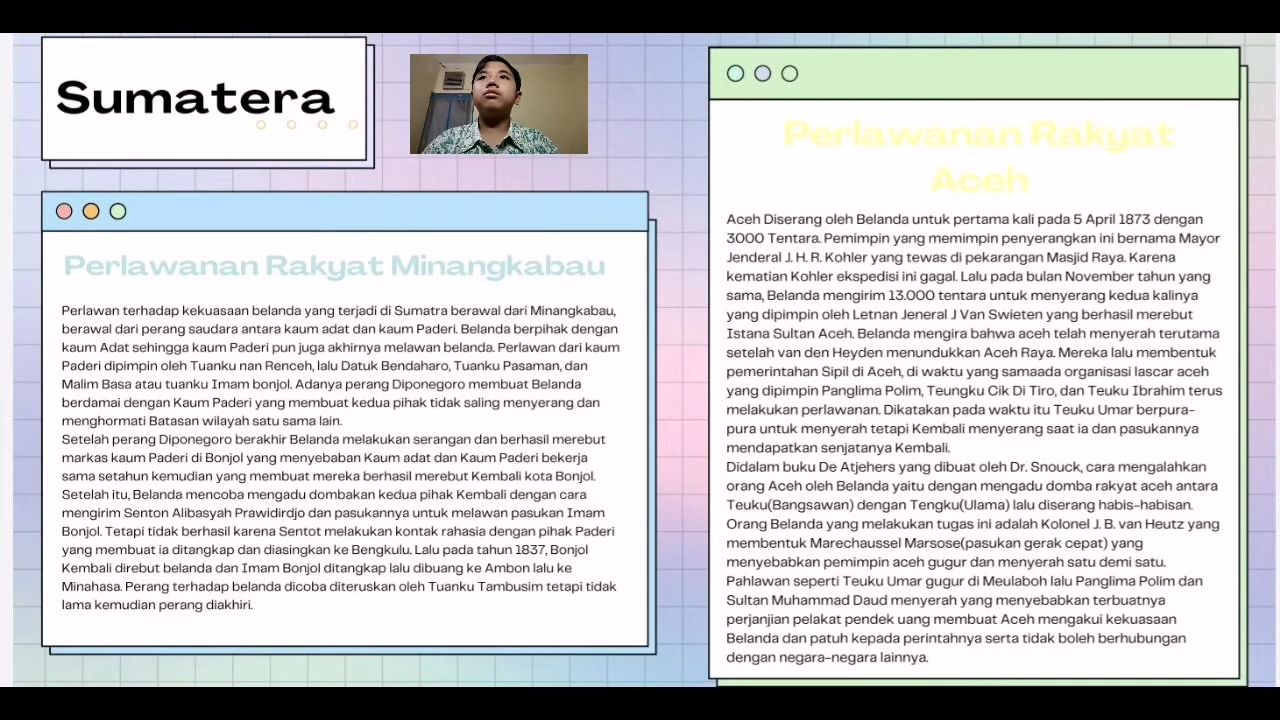 Sumatera
Perlawanan Rakyat Minangkabau
Perlawan terhadap kekuasaan belanda yang terjadi di Sumatra berawal dari Minangkabau,
berawal dari perang saudara antara kaum adat dan kaum Paderi. Belanda berpihak dengan
kaum Adat sehingga kaum Paderi pun juga akhirnya melawan belanda. Perlawan dari kaum
Paderi dipimpin oleh Tuanku nan Renceh, lalu Datuk Bendaharo, Tuanku Pasaman, dan
Malim Basa atau tuanku Imam bonjol. Adanya perang Diponegoro membuat Belanda
berdamai dengan Kaum Paderi yang membuat kedua pihak tidak saling menyerang dan
menghormati Batasan wilayah satu sama lain.
Setelah perang Diponegoro berakhir Belanda melakukan serangan dan berhasil merebut
markas kaum Paderi di Bonjol yang menyebaban Kaum adat dan Kaum Paderi bekerja
sama setahun kemudian yang membuat mereka berhasil merebut Kembali kota Bonjol.
Setelah itu, Belanda mencoba mengadu dombakan kedua pihak Kembali dengan cara
mengirim Senton Alibasyah Prawidirdjo dan pasukannya untuk melawan pasukan Imam
Bonjol. Tetapi tidak berhasil karena Sentot melakukan kontak rahasia dengan pihak Paderi
yang membuat ia ditangkap dan diasingkan ke Bengkulu. Lalu pada tahun 1837, Bonjol
Kembali direbut belanda dan Imam Bonjol ditangkap lalu dibuang ke Ambon lalu ke
Minahasa. Perang terhadap belanda dicoba diteruskan oleh Tuanku Tambusim tetapi tidak
lama kemudian perang diakhiri.
Perlawanan Rakyat
Aceh
Aceh Diserang oleh Belanda untuk pertama kali pada 5 April 1873 dengan
3000 Tentara. Pemimpin yang memimpin penyerangkan ini bernama Mayor
Jenderal J. H. R. Kohler yang tewas di pekarangan Masjid Raya. Karena
kematian Kohler ekspedisi ini gagal. Lalu pada bulan November tahun yang
sama, Belanda mengirim 13.000 tentara untuk menyerang kedua kalinya
yang dipimpin oleh Letnan Jeneral J Van Swieten yang berhasil merebut
Istana Sultan Aceh. Belanda mengira bahwa aceh telah menyerah terutama
setelah van den Heyden menundukkan Aceh Raya. Mereka lalu membentuk
pemerintahan Sipil di Aceh, di waktu yang samaada organisasi lascar aceh
yang dipimpin Panglima Polim, Teungku Cik Di Tiro, dan Teuku Ibrahim terus
melakukan perlawanan. Dikatakan pada waktu itu Teuku Umar berpura-
pura untuk menyerah tetapi Kembali menyerang saat ia dan pasukannya
mendapatkan senjatanya Kembali.
Didalam buku De Atjehers yang dibuat oleh Dr. Snouck, cara mengalahkan
orang Aceh oleh Belanda yaitu dengan mengadu domba rakyat aceh antara
Teuku(Bangsawan) dengan Tengku(Ulama) lalu diserang habis-habisan.
Orang Belanda yang melakukan tugas ini adalah Kolonel J. B. van Heutz yang
membentuk Marechaussel Marsose(pasukan gerak cepat) yang
menyebabkan pemimpin aceh gugur dan menyerah satu demi satu.
Pahlawan seperti Teuku Umar gugur di Meulaboh lalu Panglima Polim dan
Sultan Muhammad Daud menyerah yang menyebabkan terbuatnya
perjanjian pelakat pendek uang membuat Aceh mengakui kekuasaan
Belanda dan patuh kepada perintahnya serta tidak boleh berhubungan
dengan negara-negara lainnya.